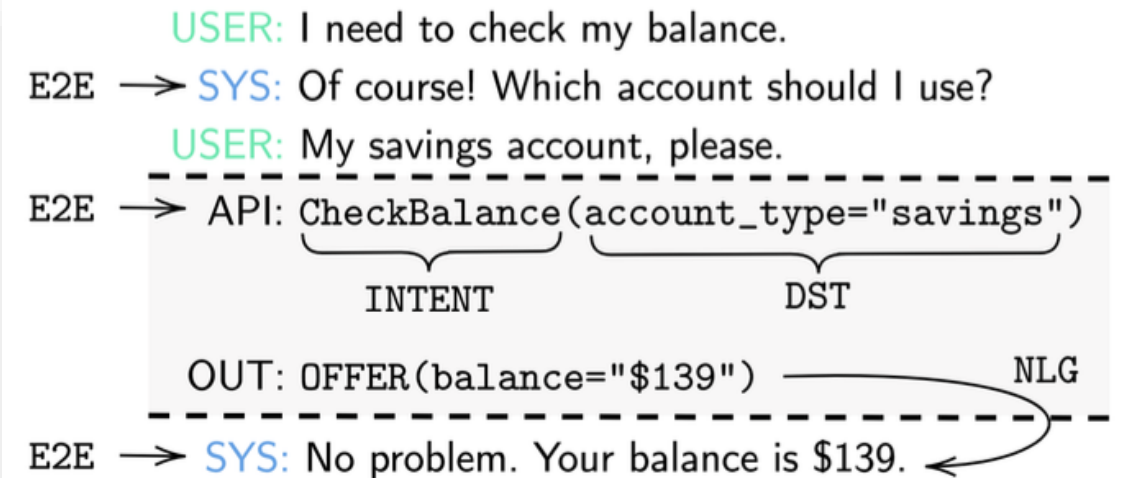 USER: I need to check my balance.
E2E SYS: Of course! Which account should I use?
USER: My savings account, please.
E2E API: CheckBalance(account_type="savings")
INTENT DST
OUT: OFFER(balance="$139") NLG
E2E SYS: No problem. Your balance is $139.